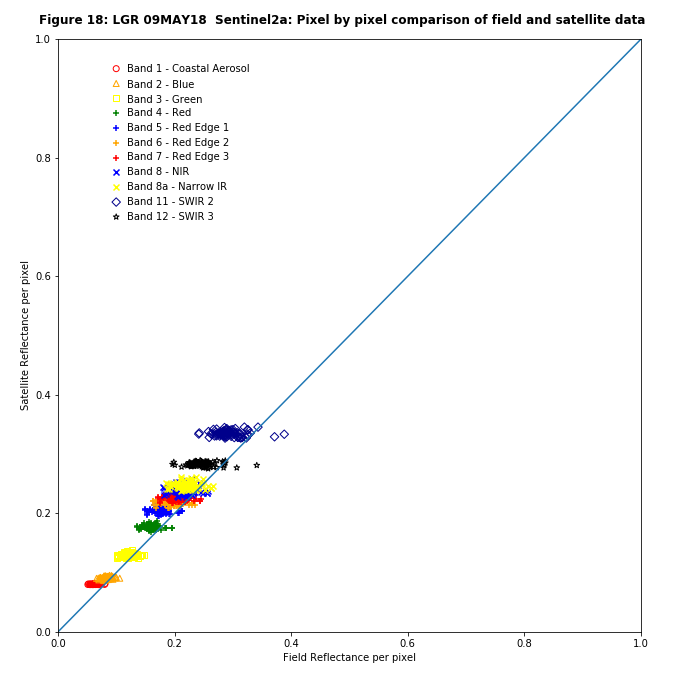 Figure 18: LGR 09MAY18 Sentinel2a: Pixel by pixel comparison of field and satellite data
1.0
Band 1 - Coastal Aerosol
Band 2 - Blue
Band 3 - Green
Band 4 - Red
Band 5 - Red Edge 1
Band 6 - Red Edge 2
Band 7 - Red Edge 3
Band 8 - NIR
Band 8a - Narrow IR
Band 11 - SWIR 2
Band 12 - SWIR 3
0.8
0.6
0.4
0.2
0.0
Satellite Reflectance per pixel
0.0 0.2 0.4 0.6 0.8 1.0
Field Reflectance per pixel